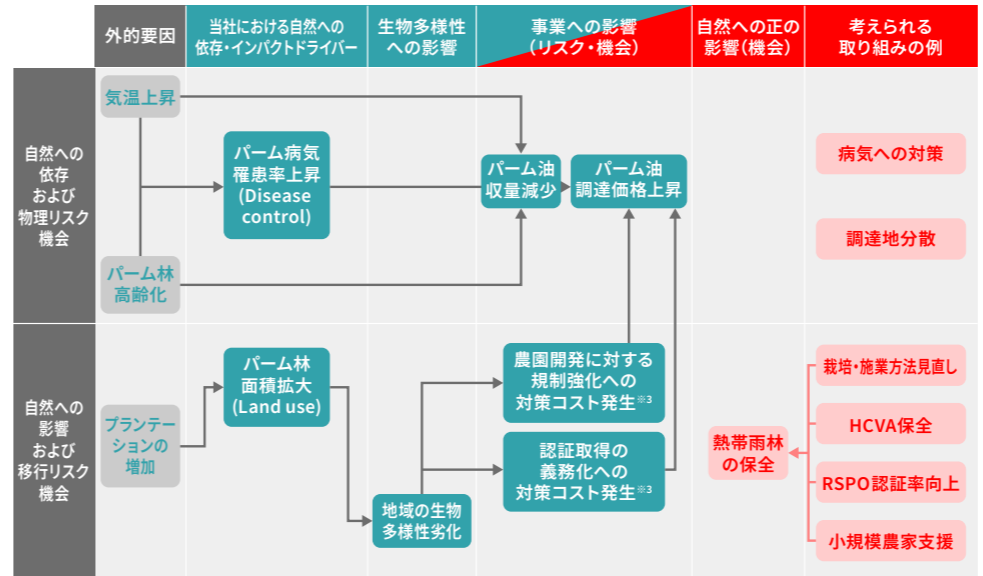 外的要因
当社における自然への
依存・インパクトドライバー
生物多様性
への影響
事業への影響
(リスク・機会)
自然への正の
影響(機会)
考えられる
取り組みの例
自然への
依存
および
物理リスク
機会
気温上昇
パーム林
高齢化
パーム病気
罹患率上昇
(Disease
control)
パーム油
収量減少
パーム油
調達価格上昇
病気への対策
調達地分散
自然への
影響
および
移行リスク
機会
プランテー
ションの
増加
パーム林
面積拡大
(Land use)
地域の生物
多様性劣化
農園開発に対する
規制強化への
対策コスト発生※3
認証取得の
義務化への
対策コスト発生※3
熱帯雨林
の保全
栽培・施業方法見直し
HCVA保全
RSPO認証率向上
小規模農家支援